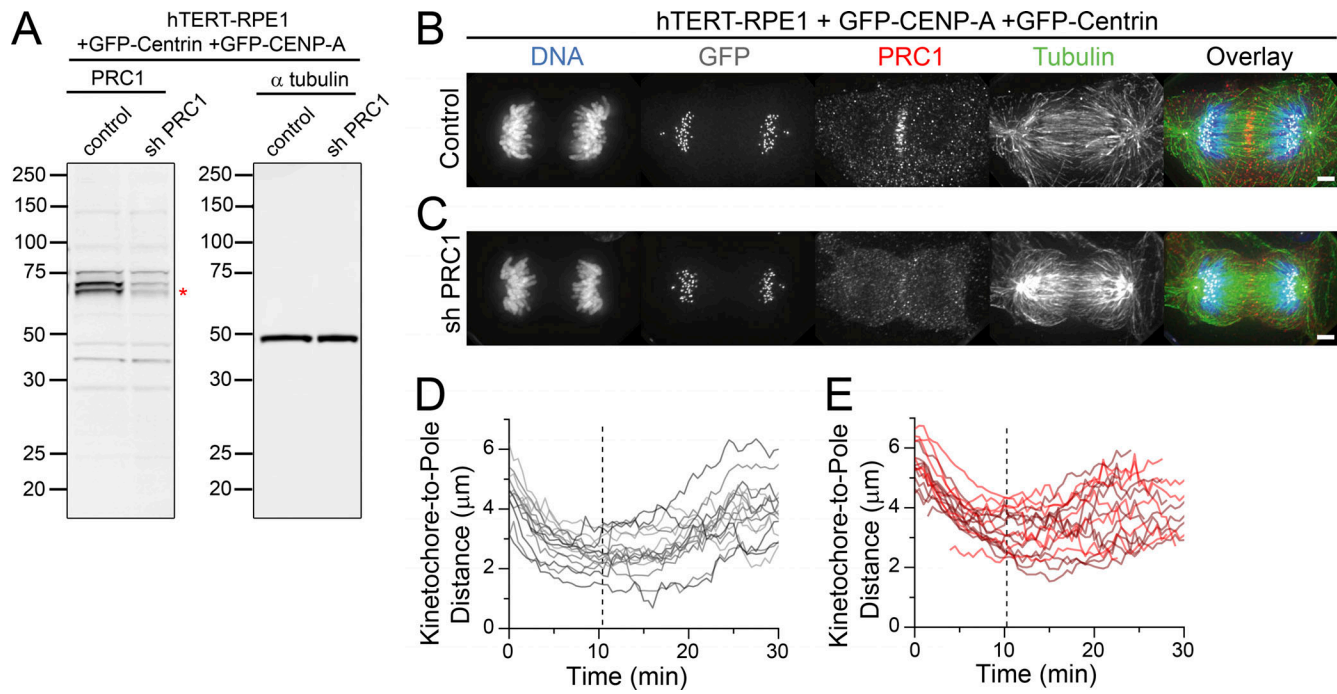 A
hTERT-RPE1
+GFP-Centrin +GFP-CENP-A
PRC1
α tubulin
control
sh PRC1
control
sh PRC1
250
150
100
75
50
30
25
20
*
250
150
100
75
50
30
25
20
B
hTERT-RPE1 + GFP-CENP-A +GFP-Centrin
DNA
GFP
PRC1
Tubulin
Overlay
Control
C
sh PRC1
D
Kinetochore-to-Pole
Distance (μm)
6
4
2
0
0
10
20
30
Time (min)
E
Kinetochore-to-Pole
Distance (μm)
6
4
2
0
0
10
20
30
Time (min)